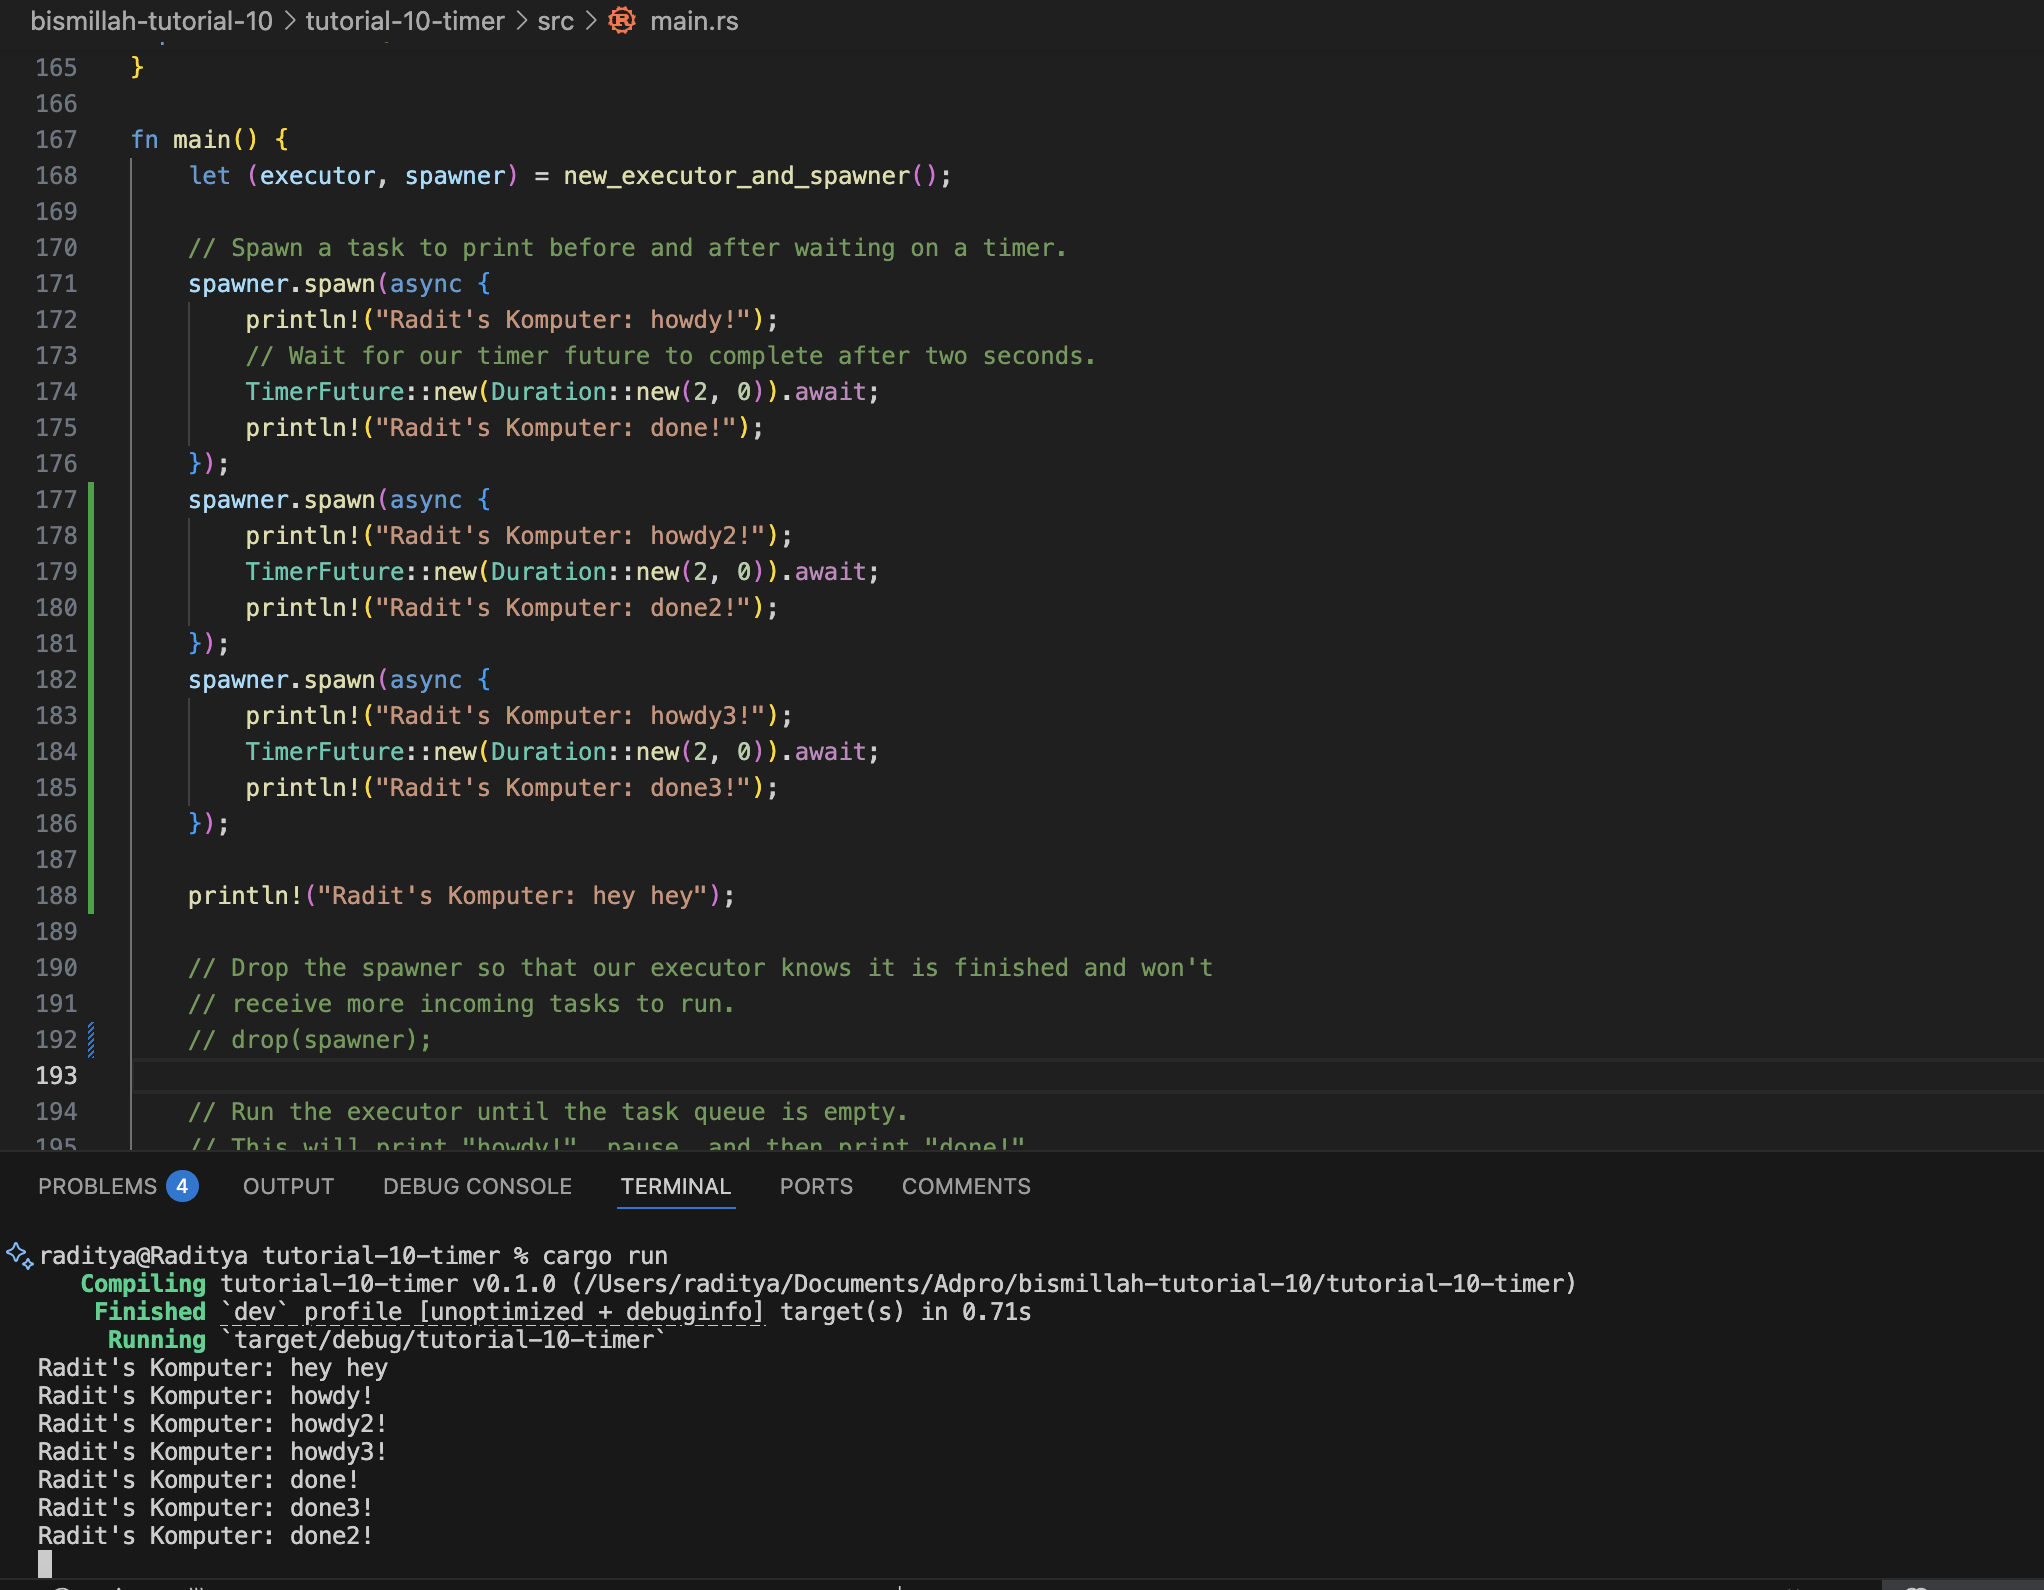 bismillah-tutorial-10 > tutorial-10-timer > src > main.rs
165 }
166
167 fn main() {
168     let (executor, spawner) = new_executor_and_spawner();
169
170     // Spawn a task to print before and after waiting on a timer.
171     spawner.spawn(async {
172         println!("Radit's Komputer: howdy!");
173         // Wait for our timer future to complete after two seconds.
174         TimerFuture::new(Duration::new(2, 0)).await;
175         println!("Radit's Komputer: done!");
176     });
177     spawner.spawn(async {
178         println!("Radit's Komputer: howdy2!");
179         TimerFuture::new(Duration::new(2, 0)).await;
180         println!("Radit's Komputer: done2!");
181     });
182     spawner.spawn(async {
183         println!("Radit's Komputer: howdy3!");
184         TimerFuture::new(Duration::new(2, 0)).await;
185         println!("Radit's Komputer: done3!");
186     });
187
188     println!("Radit's Komputer: hey hey");
189
190     // Drop the spawner so that our executor knows it is finished and won't
191     // receive more incoming tasks to run.
192     // drop(spawner);
193
194     // Run the executor until the task queue is empty.
195     // This will print "howdy!", pause, and then print "done!"
PROBLEMS 4 OUTPUT DEBUG CONSOLE TERMINAL PORTS COMMENTS
raditya@Raditya tutorial-10-timer % cargo run
   Compiling tutorial-10-timer v0.1.0 (/Users/raditya/Documents/Adpro/bismillah-tutorial-10/tutorial-10-timer)
    Finished `dev` profile [unoptimized + debuginfo] target(s) in 0.71s
     Running `target/debug/tutorial-10-timer`
Radit's Komputer: hey hey
Radit's Komputer: howdy!
Radit's Komputer: howdy2!
Radit's Komputer: howdy3!
Radit's Komputer: done!
Radit's Komputer: done3!
Radit's Komputer: done2!